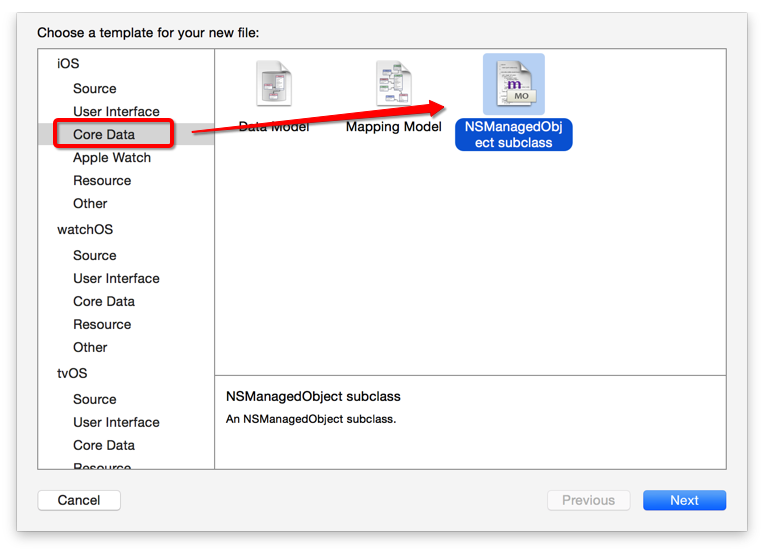 Choose a template for your new file:
iOS
Source
User Interface
Core Data
Apple Watch
Resource
Other
watchOS
Source
User Interface
Core Data
Resource
Other
tvOS
Source
User Interface
Core Data
Resource
Data Model
Mapping Model
m
MO
NSManagedObj
ect subclass
NSManagedObject subclass
An NSManagedObject subclass.
Cancel
Previous
Next